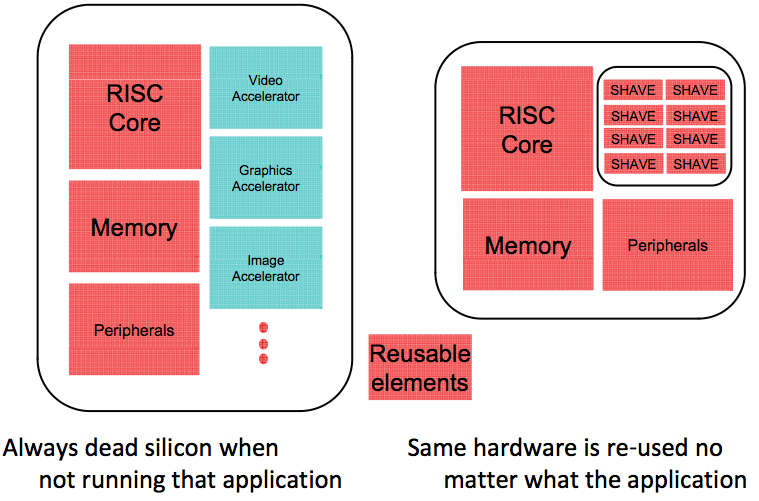 RISC
Core
Video
Accelerator
Graphics
Accelerator
Memory
Image
Accelerator
Peripherals
RISC
Core
SHAVE SHAVE
SHAVE SHAVE
SHAVE SHAVE
SHAVE SHAVE
Memory
Peripherals
Reusable
elements
Always dead silicon when
not running that application
Same hardware is re-used no
matter what the application